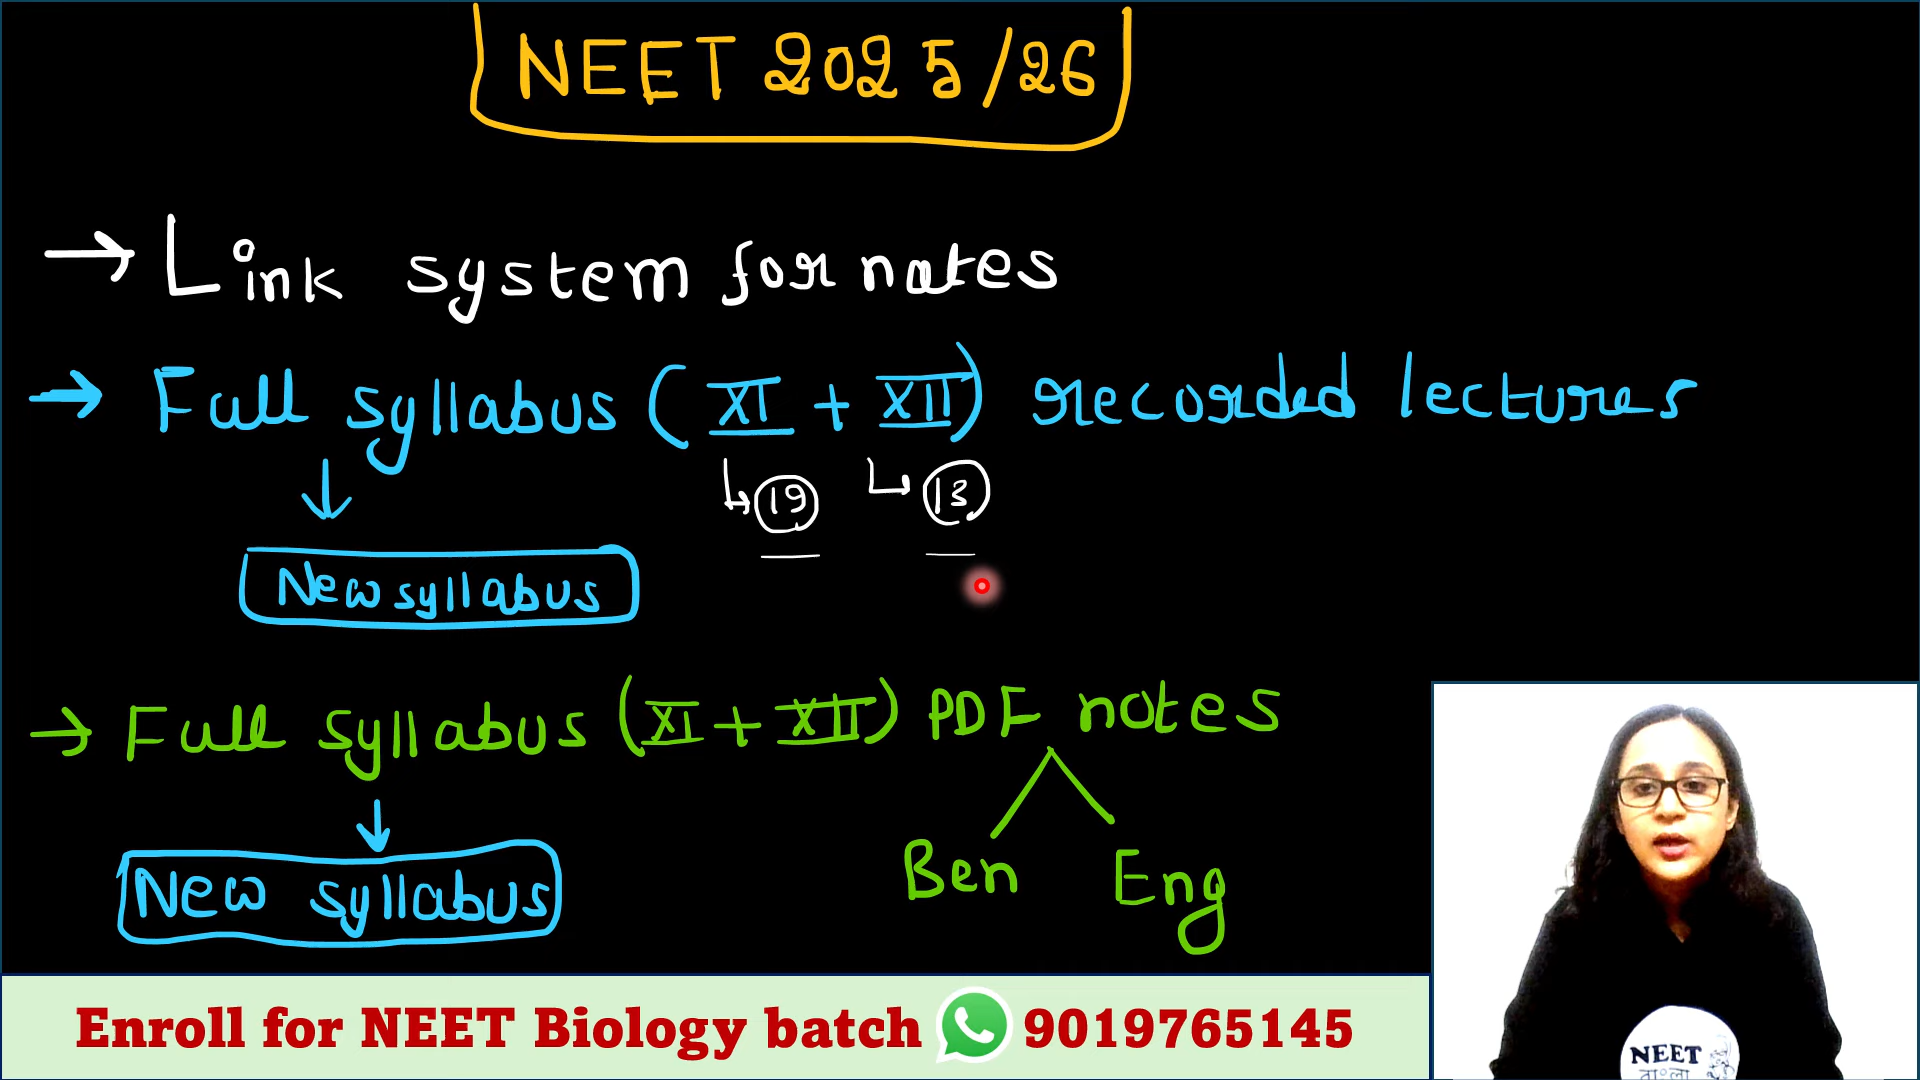 NEET 2025/26
→ Link system for notes
→ Full syllabus (XI + XII) recorded lectures
↳ 19 ↳ 13
New syllabus
→ Full syllabus (XI + XII) PDF notes
Ben Eng
New syllabus
Enroll for NEET Biology batch 9019765145
NEET
বাংলা